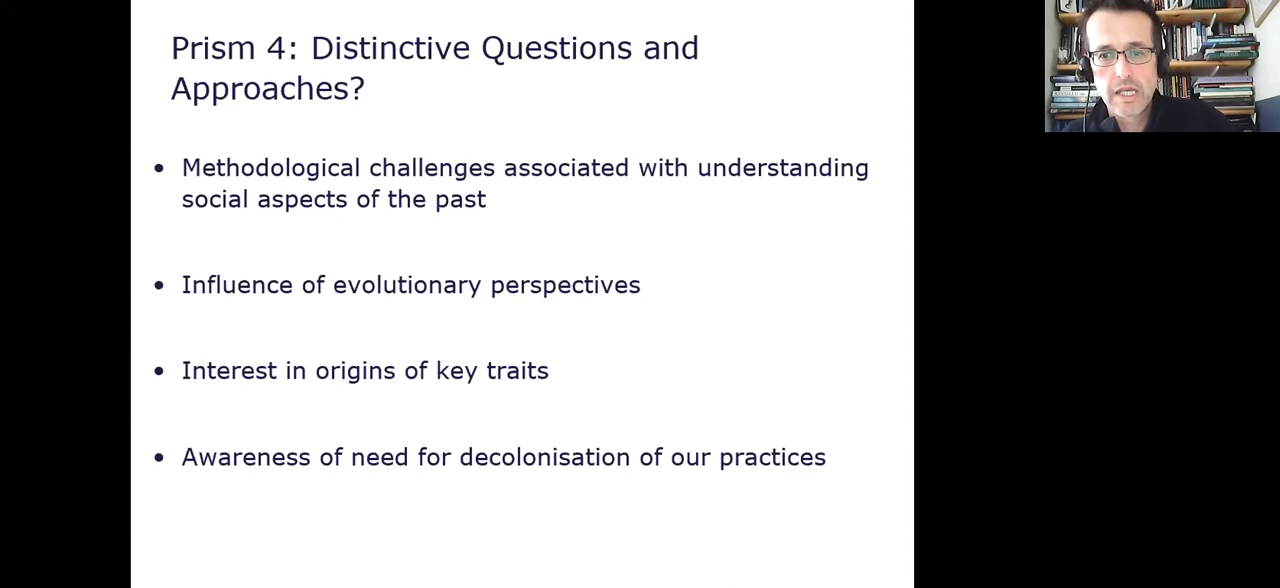 Prism 4: Distinctive Questions and
Approaches?
• Methodological challenges associated with understanding
social aspects of the past
• Influence of evolutionary perspectives
• Interest in origins of key traits
• Awareness of need for decolonisation of our practices